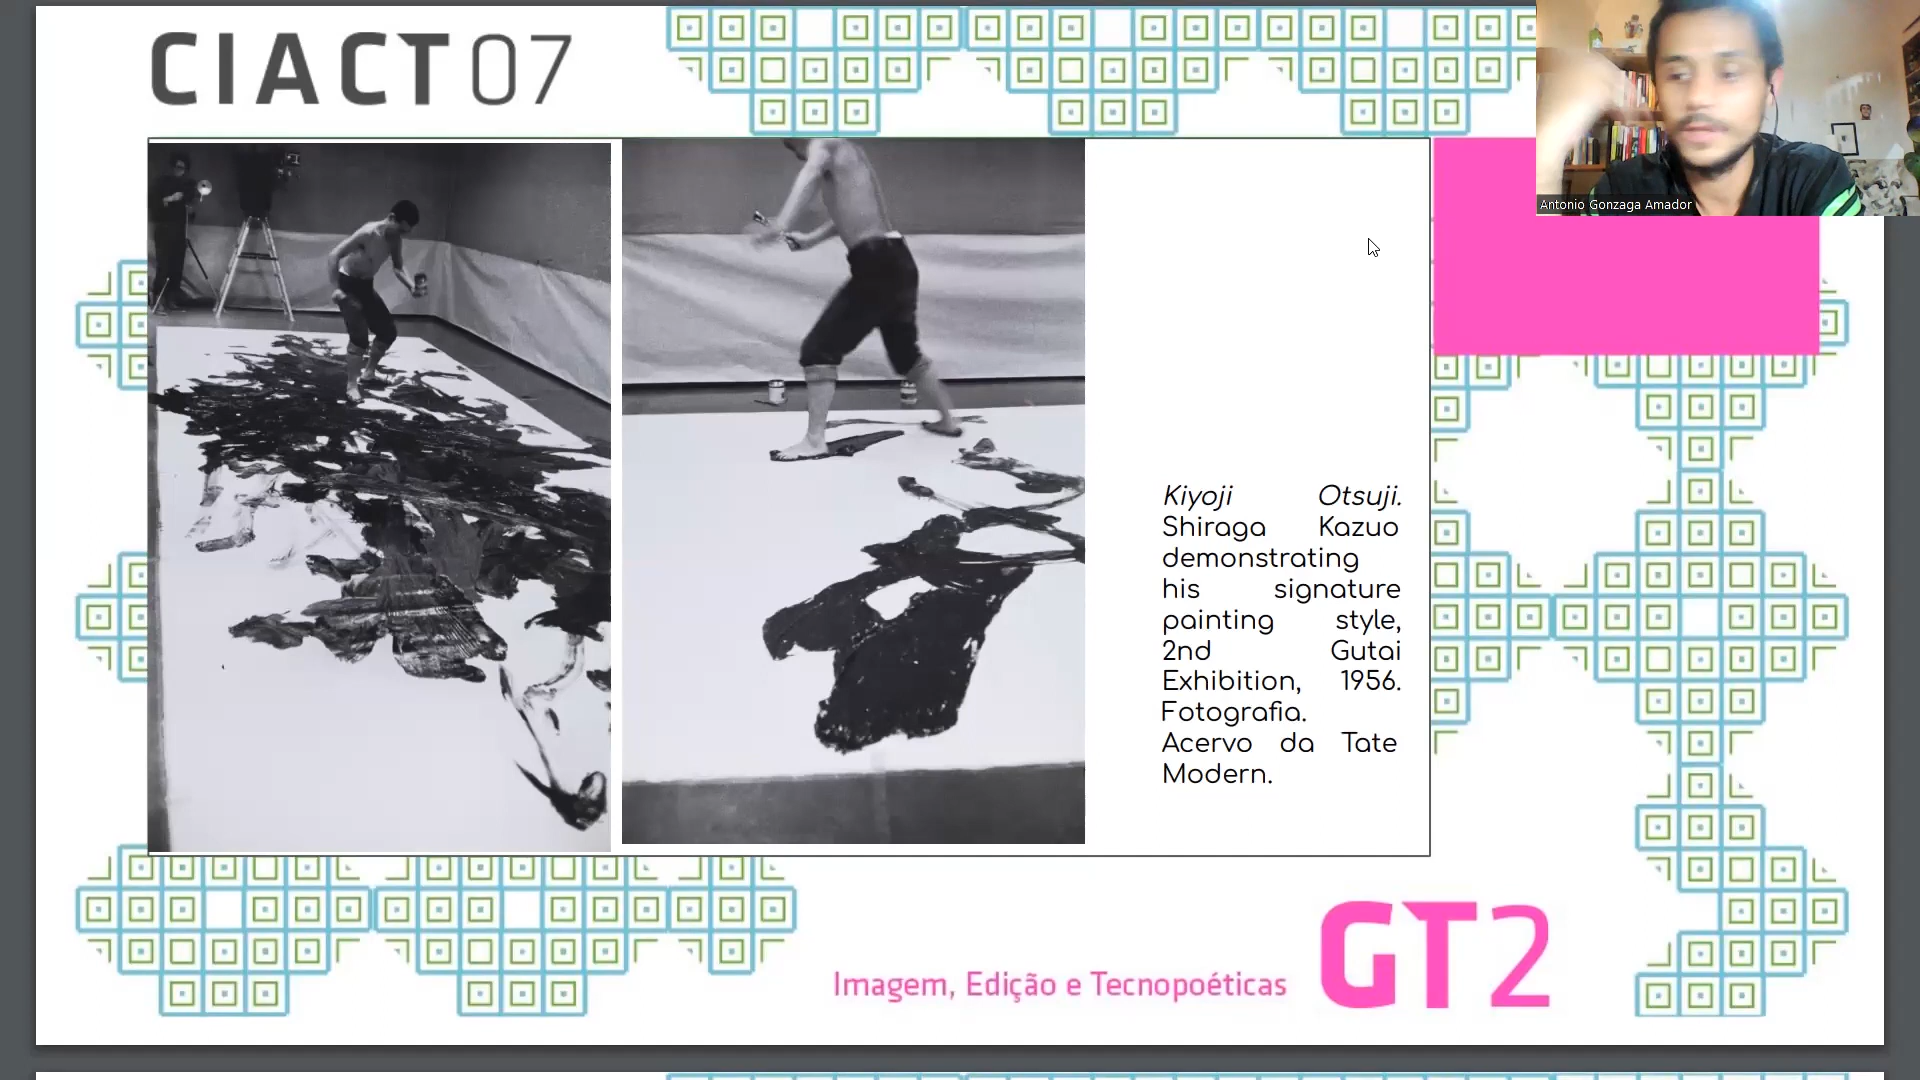 CIACT07
Antonio Gonzaga Amador
Kiyoji Otsuji.
Shiraga Kazuo
demonstrating
his signature
painting style,
2nd Gutai
Exhibition, 1956.
Fotografia.
Acervo da Tate
Modern.
Imagem, Edição e Tecnopoéticas
GT2